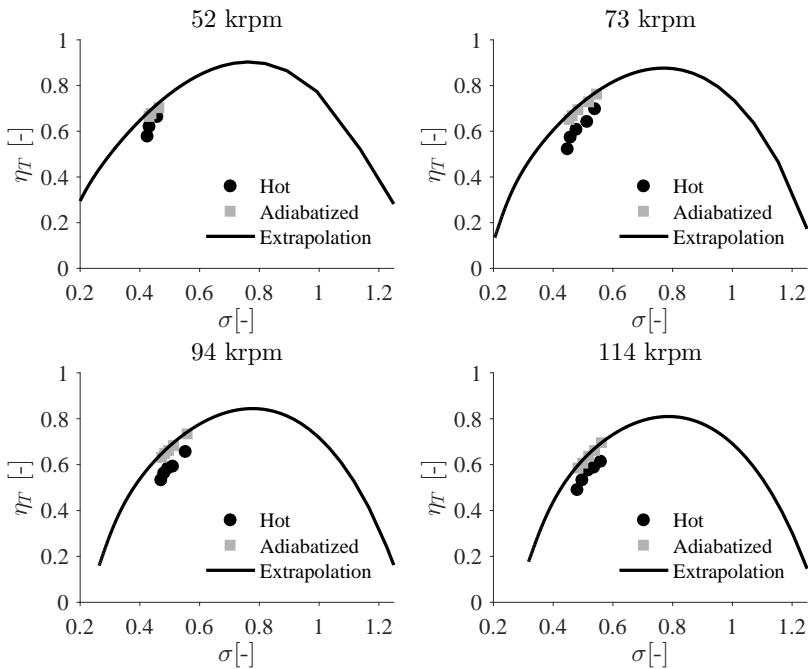 52 krpm
1
0.8
0.6
0.4
0.2
0
η_T [-]
Hot
Adiabatized
Extrapolation
0.2 0.4 0.6 0.8 1 1.2
σ[-]
73 krpm
1
0.8
0.6
0.4
0.2
0
η_T [-]
Hot
Adiabatized
Extrapolation
0.2 0.4 0.6 0.8 1 1.2
σ[-]
94 krpm
1
0.8
0.6
0.4
0.2
0
η_T [-]
Hot
Adiabatized
Extrapolation
0.2 0.4 0.6 0.8 1 1.2
σ[-]
114 krpm
1
0.8
0.6
0.4
0.2
0
η_T [-]
Hot
Adiabatized
Extrapolation
0.2 0.4 0.6 0.8 1 1.2
σ[-]